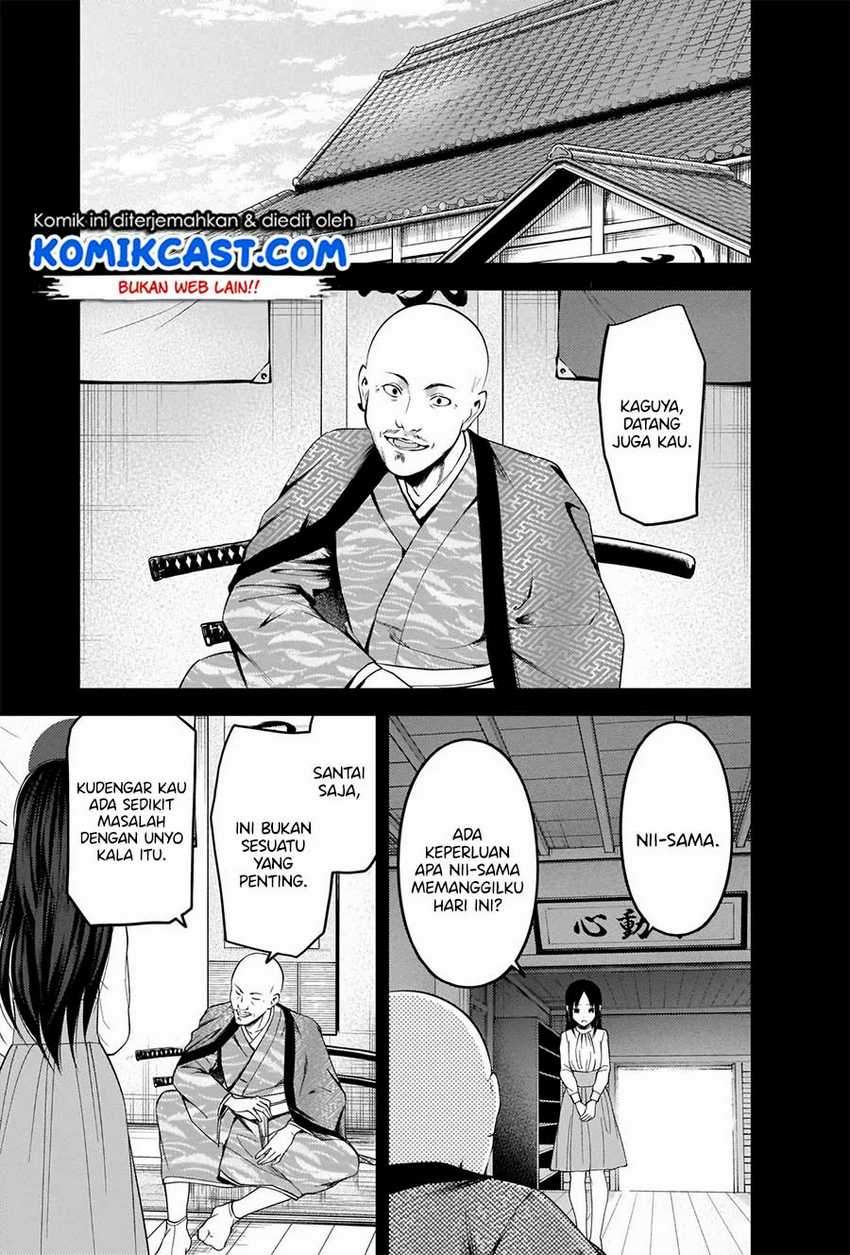 Komik ini diterjemahkan & diedit oleh
KOMIKCAST.COM
BUKAN WEB LAIN!!
KAGUYA,
DATANG
JUGA KAU.
NII-SAMA.
ADA
KEPERLUAN
APA NII-SAMA
MEMANGGILKU
HARI INI?
心動
SANTAI
SAJA,
INI BUKAN
SESUATU
YANG
PENTING.
KUDENGAR KAU
ADA SEDIKIT
MASALAH
DENGAN UNYO
KALA ITU.